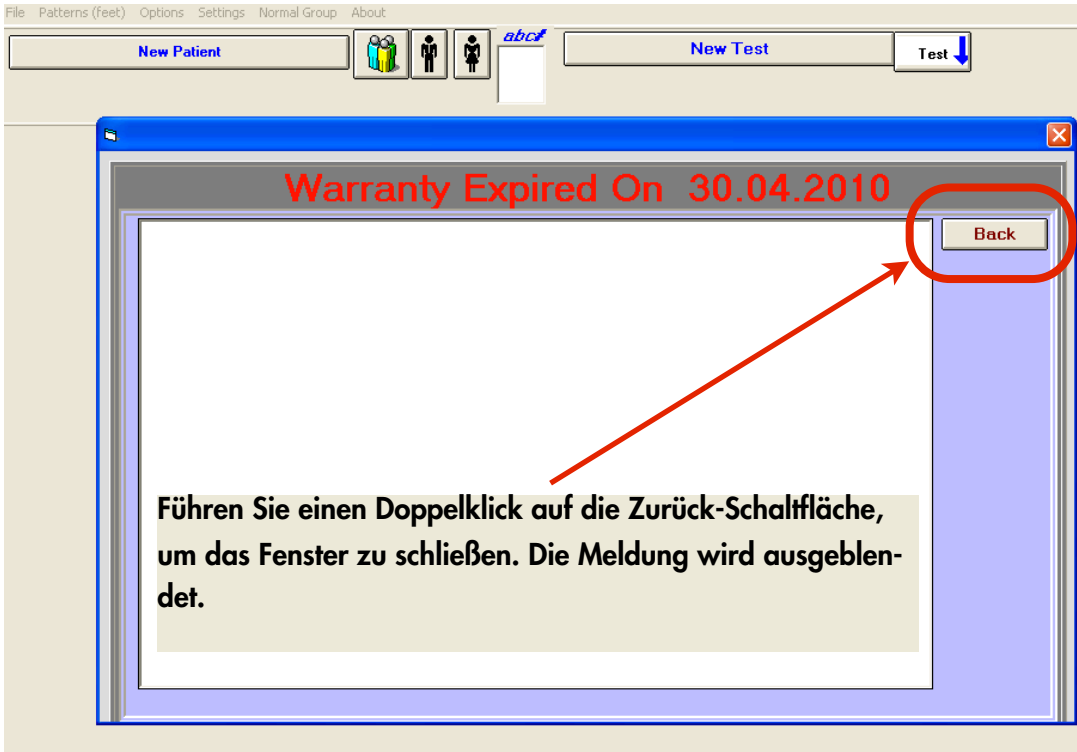 File Patterns (feet) Options Settings Normal Group About
New Patient
abc#
New Test
Test
Warranty Expired On 30.04.2010
Back
Führen Sie einen Doppelklick auf die Zurück-Schaltfläche,
um das Fenster zu schließen. Die Meldung wird ausgeblen-
det.